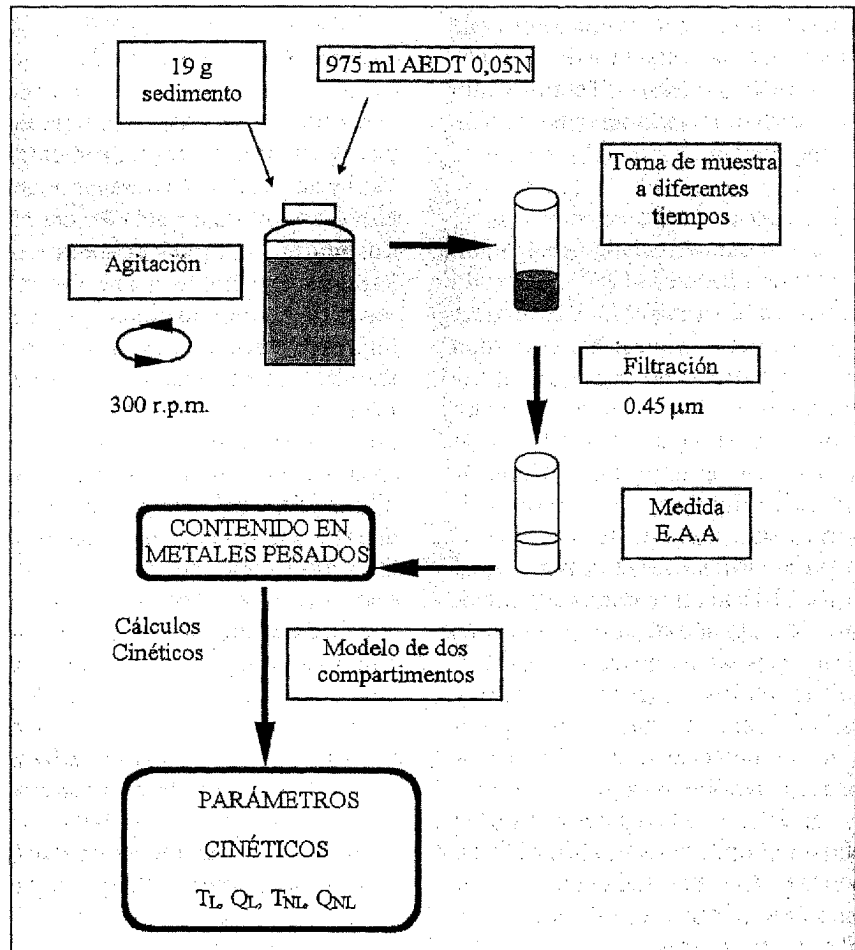 19 g
sedimento
975 ml AEDT 0,05N
Toma de muestra
a diferentes
tiempos
Agitación
300 r.p.m.
Filtración
0.45 µm
Medida
E.A.A
CONTENIDO EN
METALES PESADOS
Cálculos
Cinéticos
Modelo de dos
compartimentos
PARÁMETROS
CINÉTICOS
TL, QL, TNL, QNL